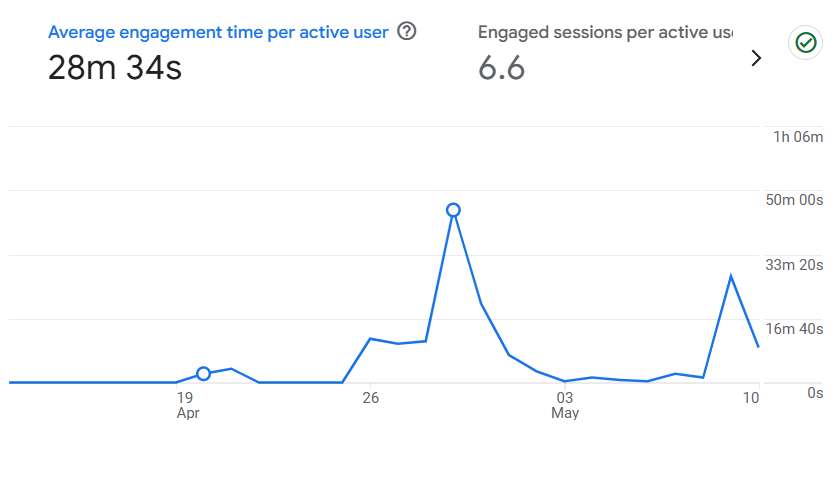 Average engagement time per active user
28m 34s
Engaged sessions per active
6.6
1h 06m
50m 00s
33m 20s
16m 40s
0s
19
Apr
26
03
May
10